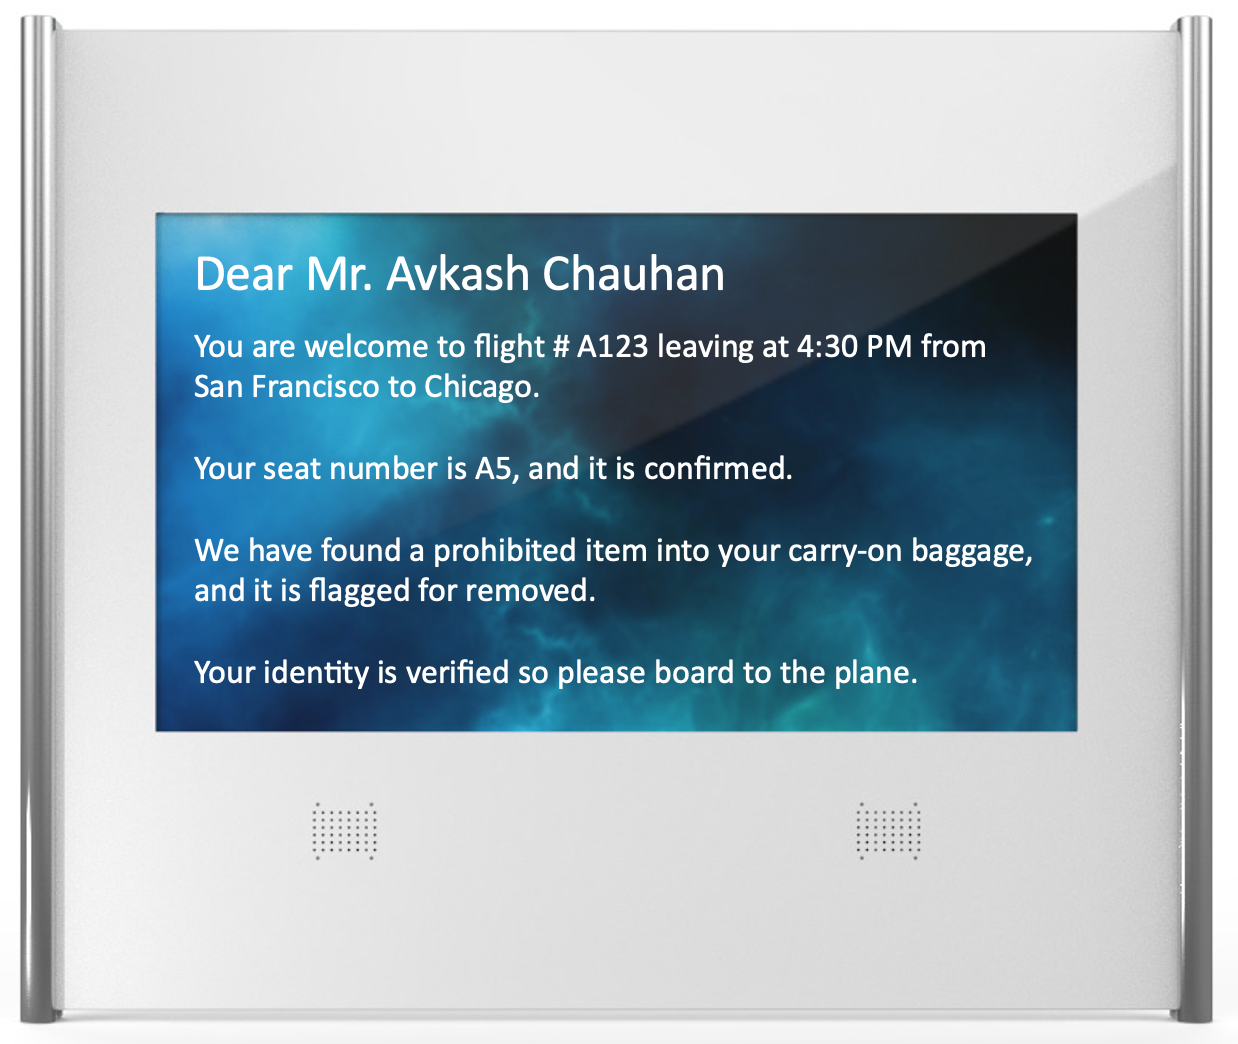 Dear Mr. Avkash Chauhan
You are welcome to flight # A123 leaving at 4:30 PM from
San Francisco to Chicago.
Your seat number is A5, and it is confirmed.
We have found a prohibited item into your carry-on baggage,
and it is flagged for removed.
Your identity is verified so please board to the plane.